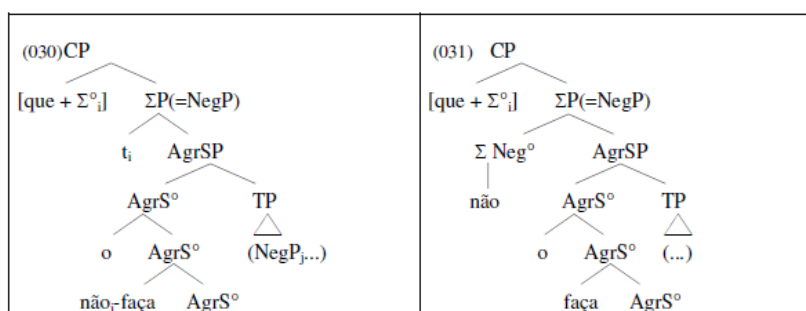 (030)CP
[que + Σ°i] ΣP(=NegP)
ti AgrSP
AgrS° TP
o AgrS° (NegPj...)
nãoj-faça AgrS°
(031) CP
[que + Σ°i] ΣP(=NegP)
Σ Neg° AgrSP
não AgrS° TP
o AgrS° (...)
faça AgrS°